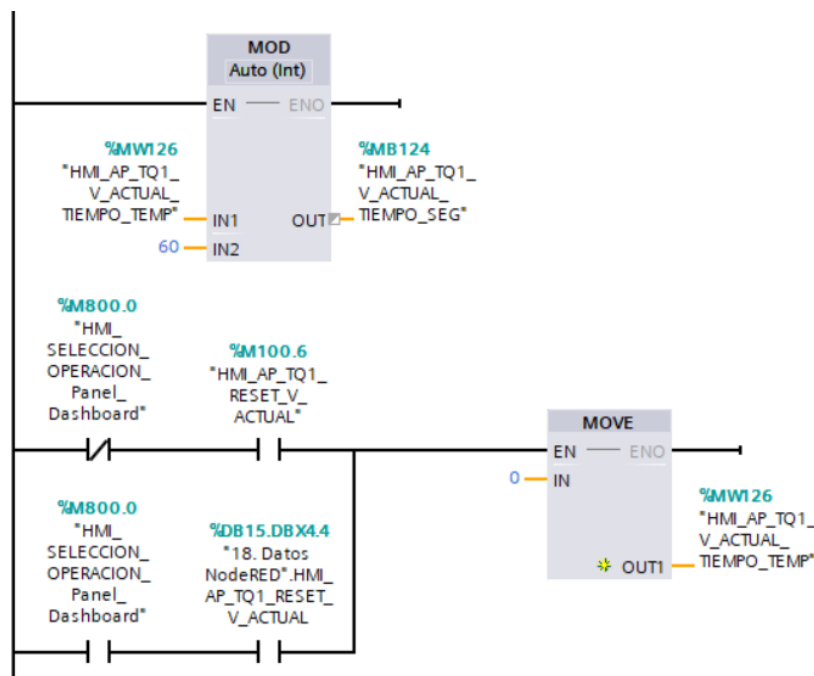 MOD
Auto (Int)
EN ENO
%MW126
"HMI_AP_TQ1_
V_ACTUAL_
TIEMPO_TEMP"
IN1
60
IN2
OUT
%MB124
"HMI_AP_TQ1_
V_ACTUAL_
TIEMPO_SEG"
%M800.0
"HMI_
SELECCION_
OPERACION_
Panel_
Dashboard"
%M100.6
"HMI_AP_TQ1_
RESET_V_
ACTUAL"
MOVE
EN ENO
0
IN
OUT1
%MW126
"HMI_AP_TQ1_
V_ACTUAL_
TIEMPO_TEMP"
%M800.0
"HMI_
SELECCION_
OPERACION_
Panel_
Dashboard"
%DB15.DBX4.4
"18. Datos
NodeRED".HMI_
AP_TQ1_RESET_
V_ACTUAL